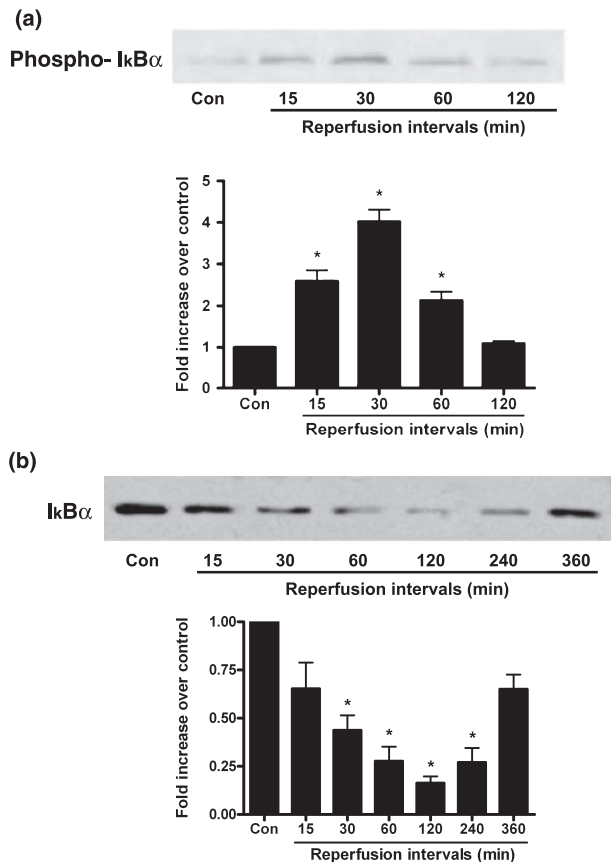 (a)
Phospho- IkBα
Con 15 30 60 120
Reperfusion intervals (min)
Fold increase over control
5
4
3
2
1
0
* * *
Con 15 30 60 120
Reperfusion intervals (min)
(b)
IkBα
Con 15 30 60 120 240 360
Reperfusion intervals (min)
Fold increase over control
1.00
0.75
0.50
0.25
0.00
* * * *
Con 15 30 60 120 240 360
Reperfusion intervals (min)